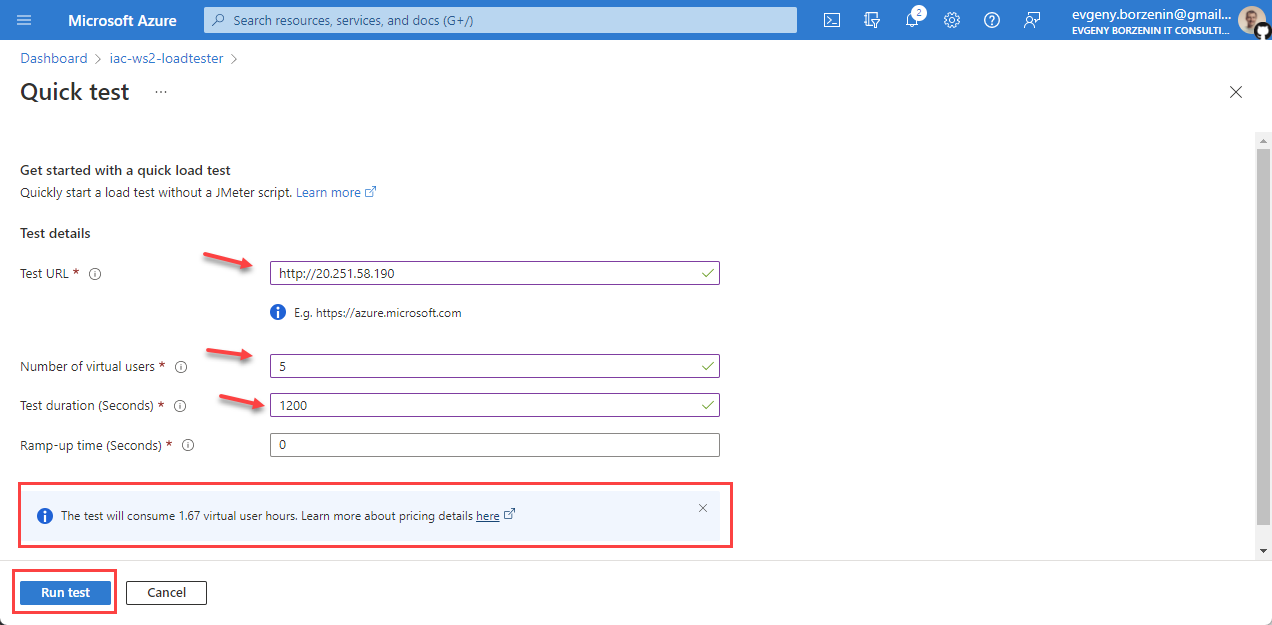 Microsoft Azure
Search resources, services, and docs (G+/)
2
evgeny.borzenin@gmail...
EVGENY BORZENIN IT CONSULTI...
Dashboard > iac-ws2-loadtester >
Quick test ...
Get started with a quick load test
Quickly start a load test without a JMeter script. Learn more
Test details
Test URL * http://20.251.58.190
E.g. https://azure.microsoft.com
Number of virtual users * 5
Test duration (Seconds) * 1200
Ramp-up time (Seconds) * 0
The test will consume 1.67 virtual user hours. Learn more about pricing details here
Run test Cancel